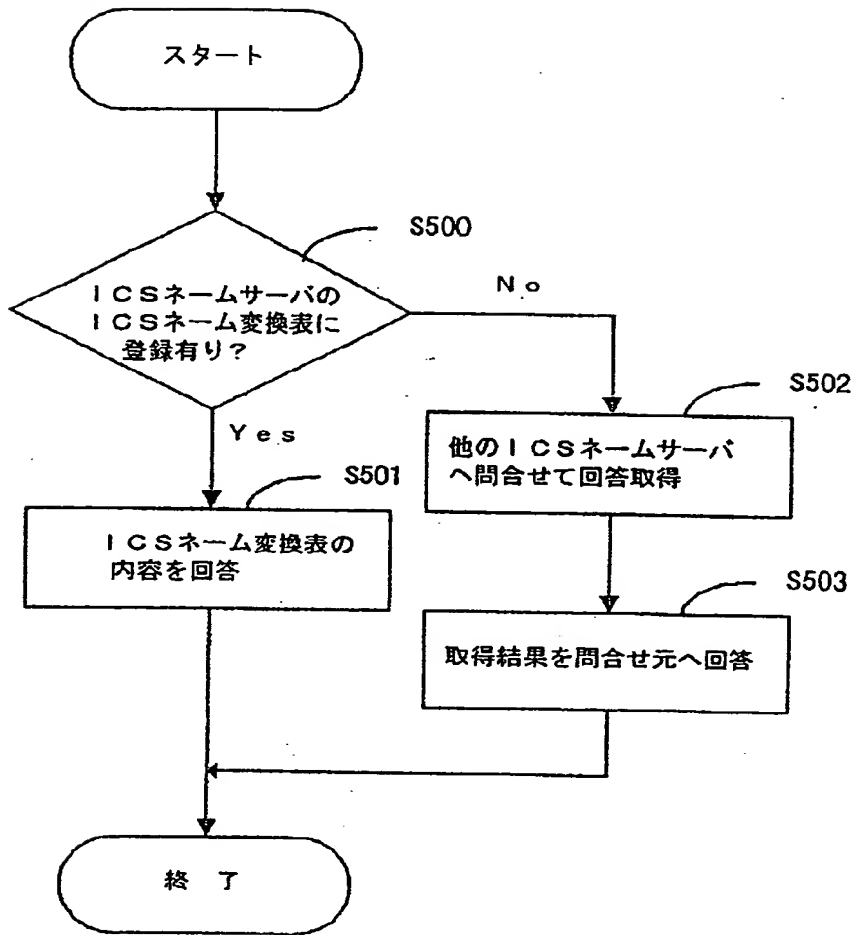 スタート
S500
ICSネームサーバの
ICSネーム変換表に
登録有り?
No
Yes
S501
ICSネーム変換表の
内容を回答
S502
他のICSネームサーバ
へ問合せて回答取得
S503
取得結果を問合せ元へ回答
終 了